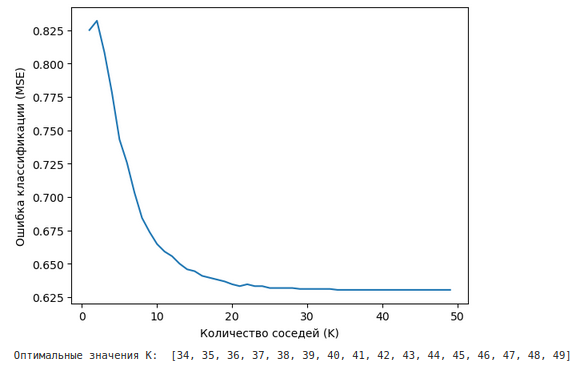 0.825
0.800
0.775
0.750
0.725
0.700
0.675
0.650
0.625
Ошибка классификации (MSE)
0 10 20 30 40 50
Количество соседей (K)
Оптимальные значения K: [34, 35, 36, 37, 38, 39, 40, 41, 42, 43, 44, 45, 46, 47, 48, 49]